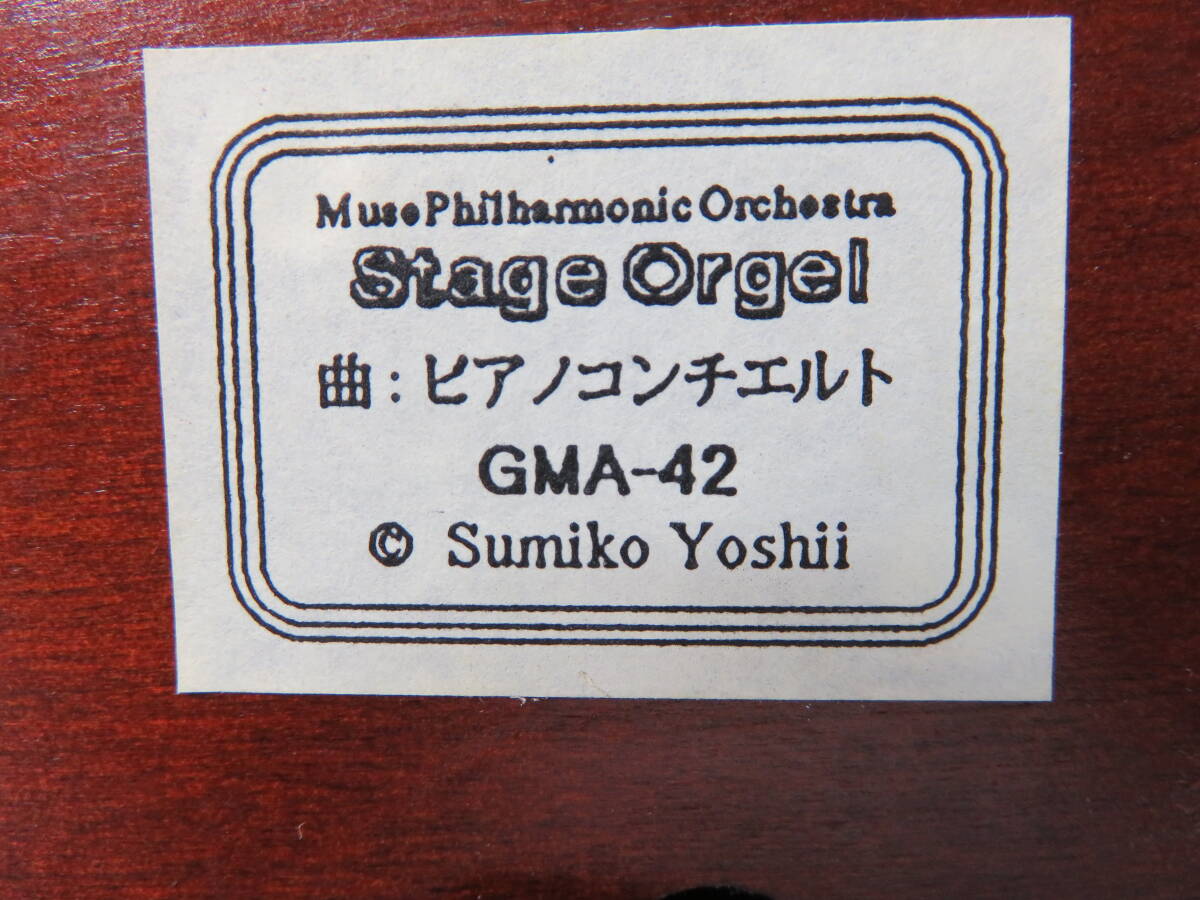 Muse Philharmonic Orchestra
Stage Orgel
曲：ピアノコンチエルト
GMA-42
© Sumiko Yoshii